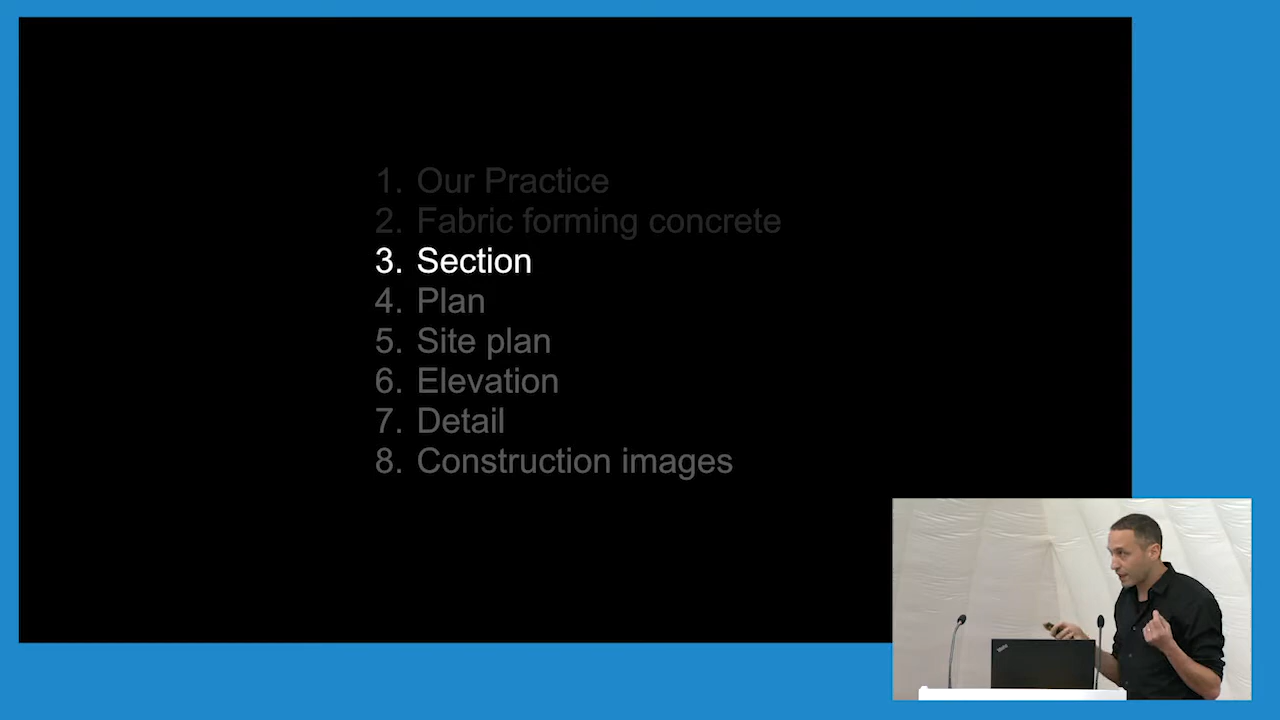 1. Our Practice
2. Fabric forming concrete
3. Section
4. Plan
5. Site plan
6. Elevation
7. Detail
8. Construction images